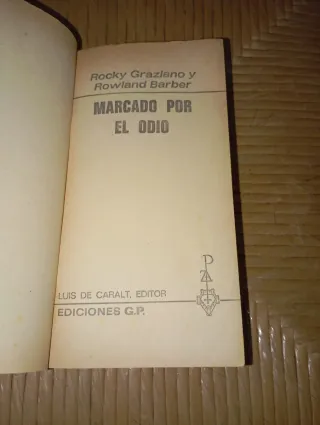 Rocky Graziano y
Rowland Barber
MARCADO POR
EL ODIO
LUIS DE CARALT, EDITOR
EDICIONES G.P.